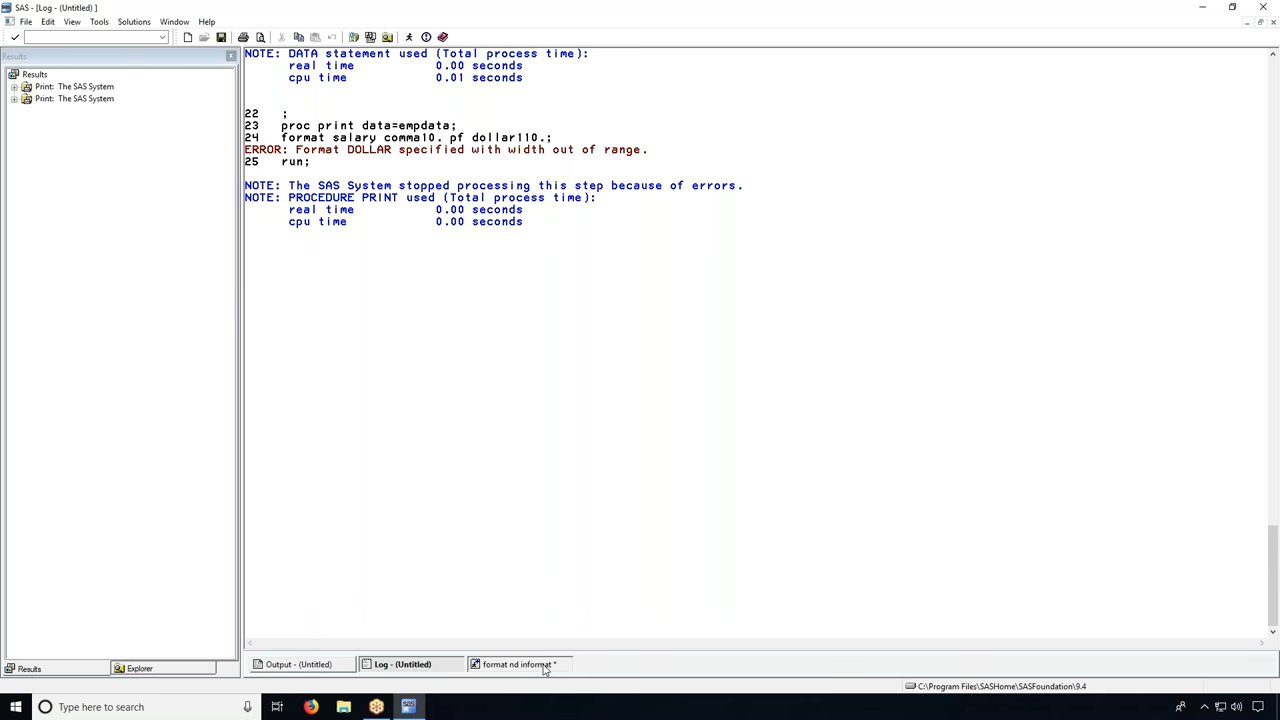 SAS - [Log - (Untitled) ]
File Edit View Tools Solutions Window Help
Results
Results
Print: The SAS System
Print: The SAS System
NOTE: DATA statement used (Total process time):
real time 0.00 seconds
cpu time 0.01 seconds
22 ;
23 proc print data=empdata;
24 format salary comma10. pf dollar110.;
ERROR: Format DOLLAR specified with width out of range.
25 run;
NOTE: The SAS System stopped processing this step because of errors.
NOTE: PROCEDURE PRINT used (Total process time):
real time 0.00 seconds
cpu time 0.00 seconds
Results Explorer
Output - (Untitled) Log - (Untitled) format nd informat *
C:\Program Files\SASHome\SASFoundation\9.4
Type here to search